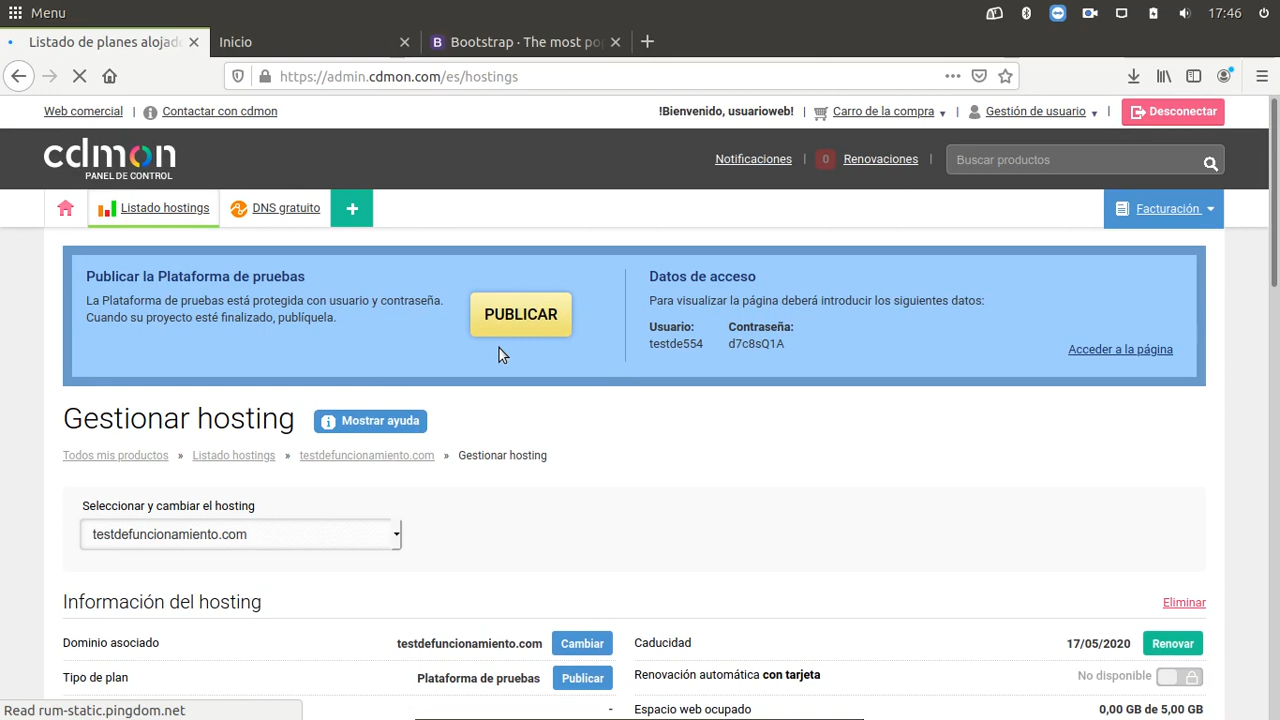 Menu
17:46
Listado de planes alojad
Inicio
Bootstrap · The most po
https://admin.cdmon.com/es/hostings
Web comercial | Contactar con cdmon
!Bienvenido, usuarioweb! | Carro de la compra | Gestión de usuario | Desconectar
cdmon
PANEL DE CONTROL
Notificaciones | 0 Renovaciones | Buscar productos
Listado hostings
DNS gratuito
+
Facturación
Publicar la Plataforma de pruebas
La Plataforma de pruebas está protegida con usuario y contraseña.
Cuando su proyecto esté finalizado, publíquela.
PUBLICAR
Datos de acceso
Para visualizar la página deberá introducir los siguientes datos:
Usuario: Contraseña:
testde554 d7c8sQ1A
Acceder a la página
Gestionar hosting
Mostrar ayuda
Todos mis productos » Listado hostings » testdefuncionamiento.com » Gestionar hosting
Seleccionar y cambiar el hosting
testdefuncionamiento.com
Información del hosting
Eliminar
Dominio asociado testdefuncionamiento.com Cambiar
Caducidad 17/05/2020 Renovar
Tipo de plan Plataforma de pruebas Publicar
Renovación automática con tarjeta No disponible
-
Espacio web ocupado 0,00 GB de 5,00 GB
Read rum-static.pingdom.net